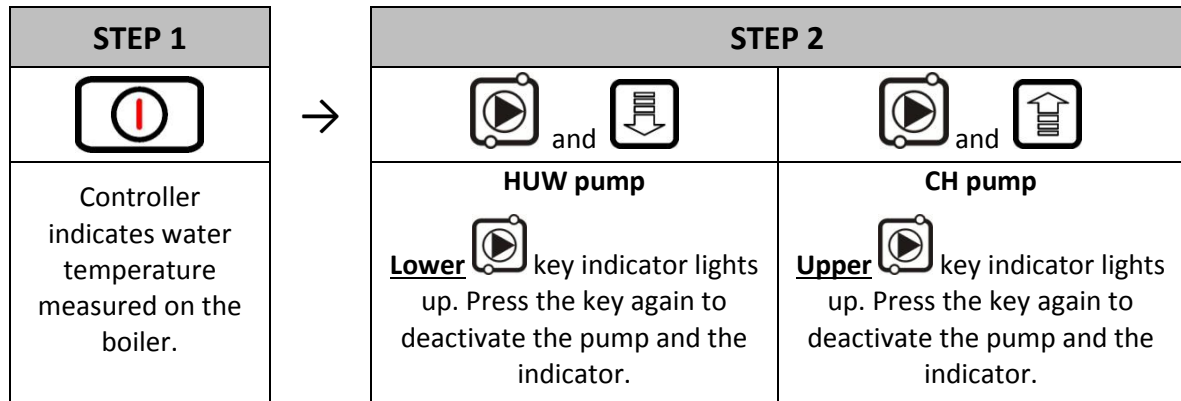 STEP 1
→
STEP 2
and
and
Controller
indicates water
temperature
measured on the
boiler.
HUW pump
Lower key indicator lights
up. Press the key again to
deactivate the pump and the
indicator.
CH pump
Upper key indicator lights
up. Press the key again to
deactivate the pump and the
indicator.